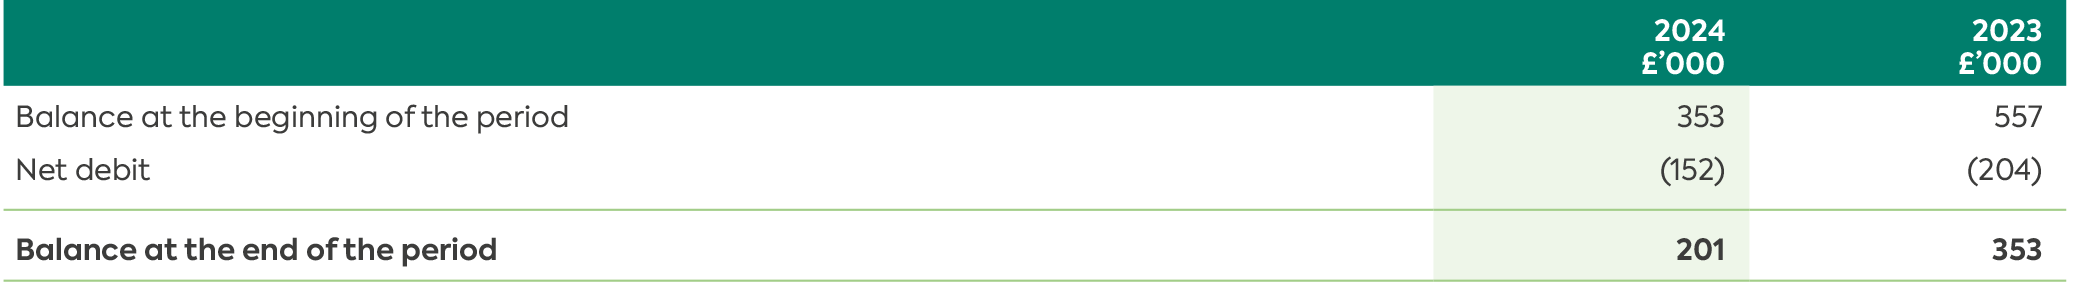 2024 2023
£’000 £’000
Balance at the beginning of the period 353 557
Net debit (152) (204)
Balance at the end of the period 201 353